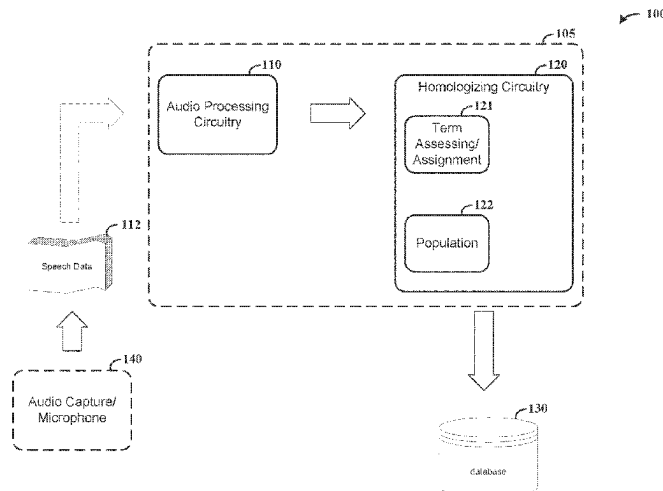 100
105
110
Audio Processing
Circuitry
120
Homologizing Circuitry
121
Term
Assessing/
Assignment
122
Population
112
Speech Data
140
Audio Capture/
Microphone
130
database